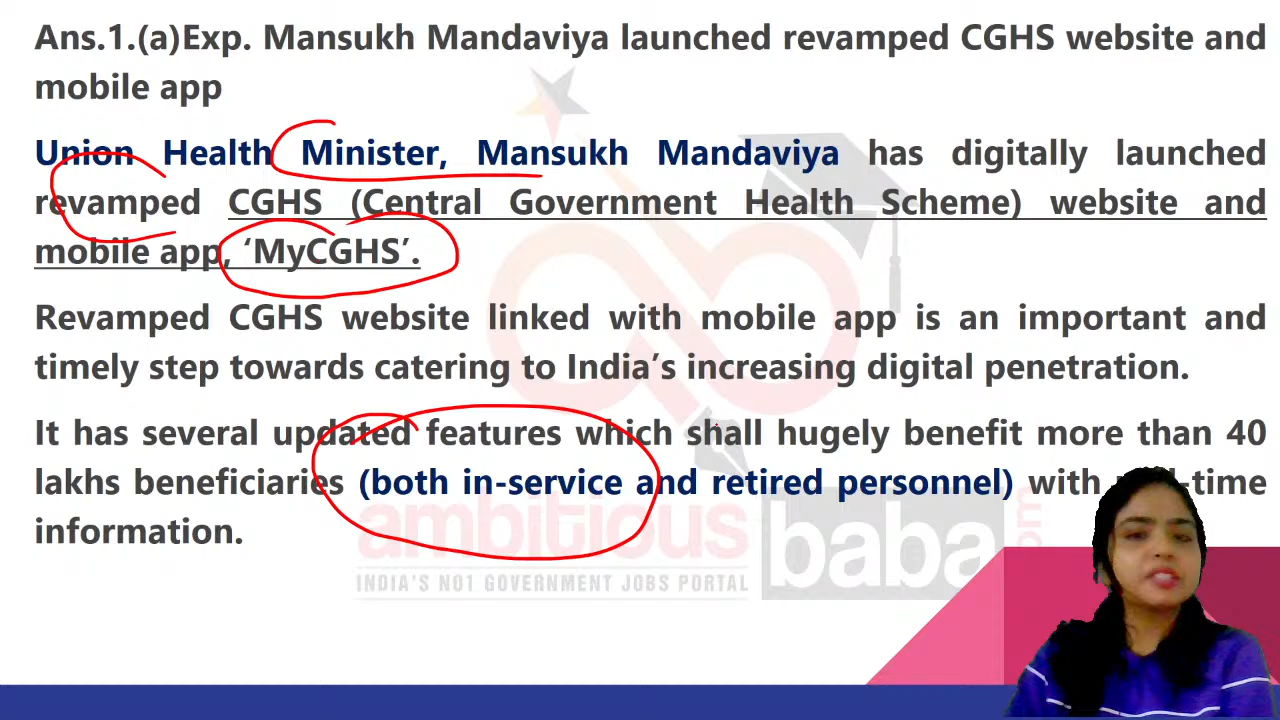 Ans.1.(a)Exp. Mansukh Mandaviya launched revamped CGHS website and
mobile app
Union Health Minister, Mansukh Mandaviya has digitally launched
revamped CGHS (Central Government Health Scheme) website and
mobile app, ‘MyCGHS’.
Revamped CGHS website linked with mobile app is an important and
timely step towards catering to India’s increasing digital penetration.
It has several updated features which shall hugely benefit more than 40
lakhs beneficiaries (both in-service and retired personnel) with -time
information.
ambitious
baba
.com
INDIA'S NO1 GOVERNMENT JOBS PORTAL